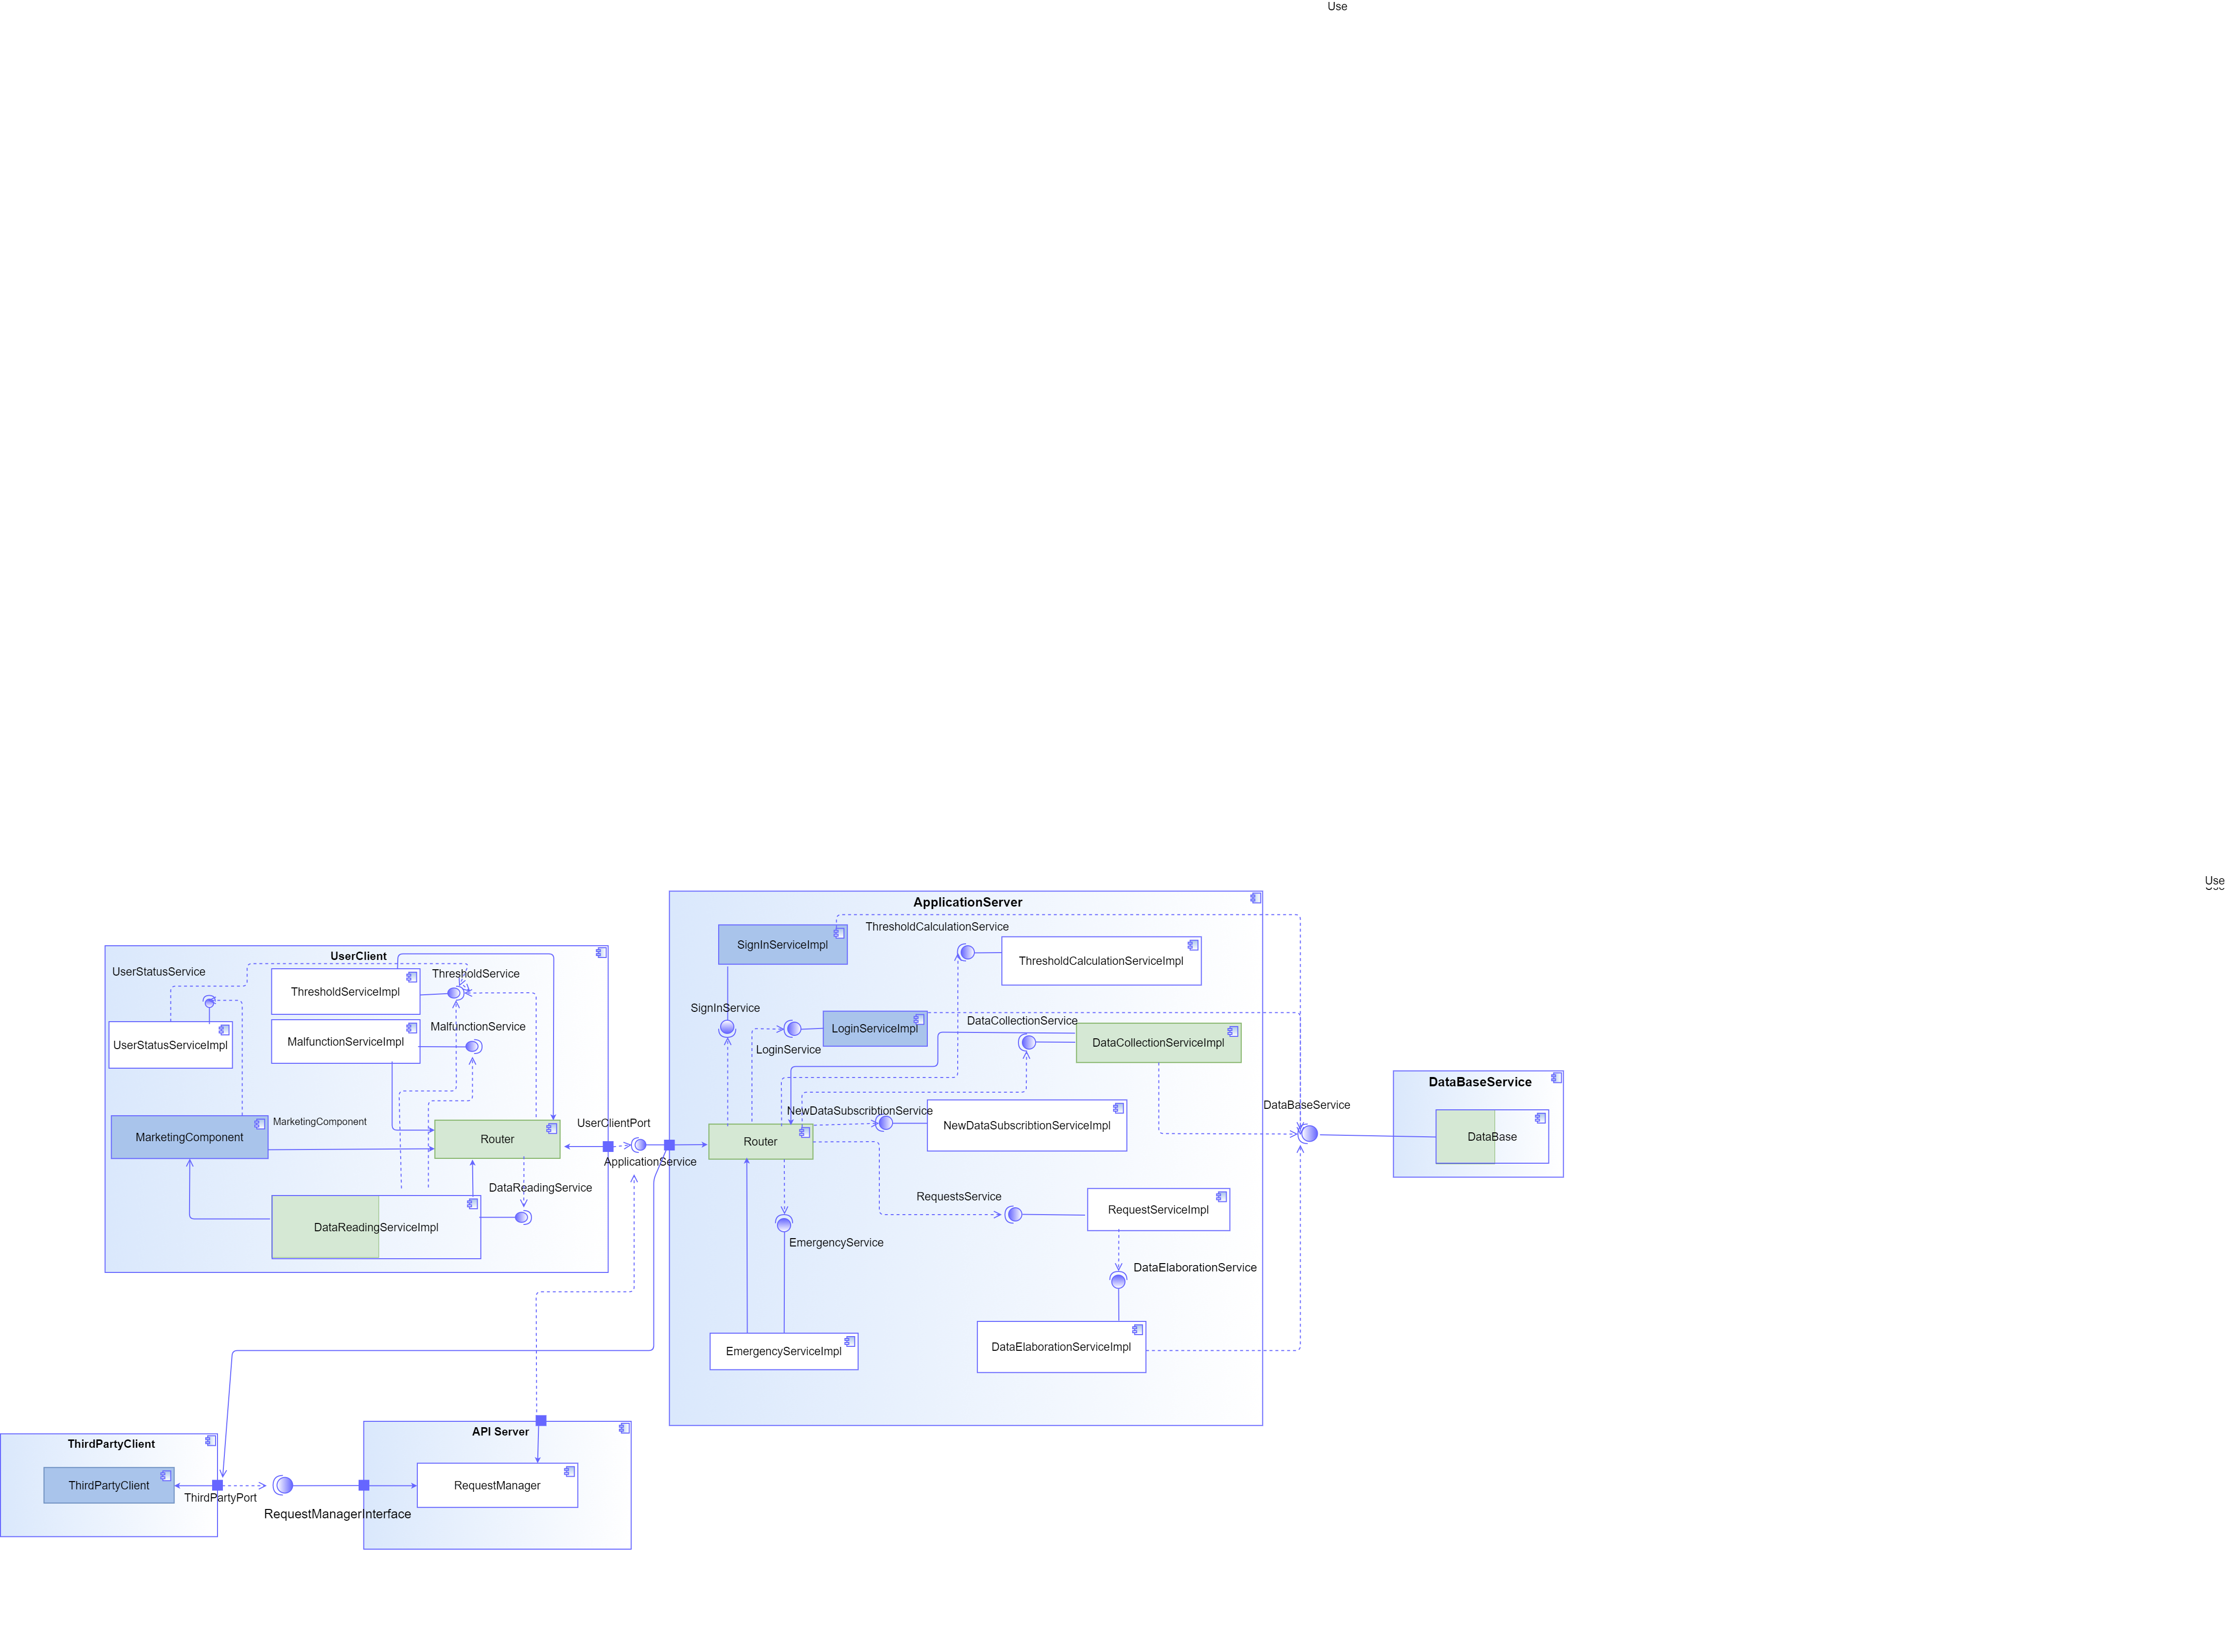 Use
Use
Use
ApplicationServer
SignInServiceImpl
ThresholdCalculationService
ThresholdCalculationServiceImpl
UserClient
UserStatusService
ThresholdService
ThresholdServiceImpl
SignInService
MalfunctionService
MalfunctionServiceImpl
UserStatusServiceImpl
LoginServiceImpl
LoginService
DataCollectionService
DataCollectionServiceImpl
DataBaseService
DataBaseService
DataBase
NewDataSubscribtionService
NewDataSubscribtionServiceImpl
MarketingComponent
MarketingComponent
Router
UserClientPort
ApplicationService
Router
DataReadingService
DataReadingServiceImpl
RequestsService
RequestServiceImpl
EmergencyService
DataElaborationService
EmergencyServiceImpl
DataElaborationServiceImpl
ThirdPartyClient
ThirdPartyClient
ThirdPartyPort
API Server
RequestManager
RequestManagerInterface